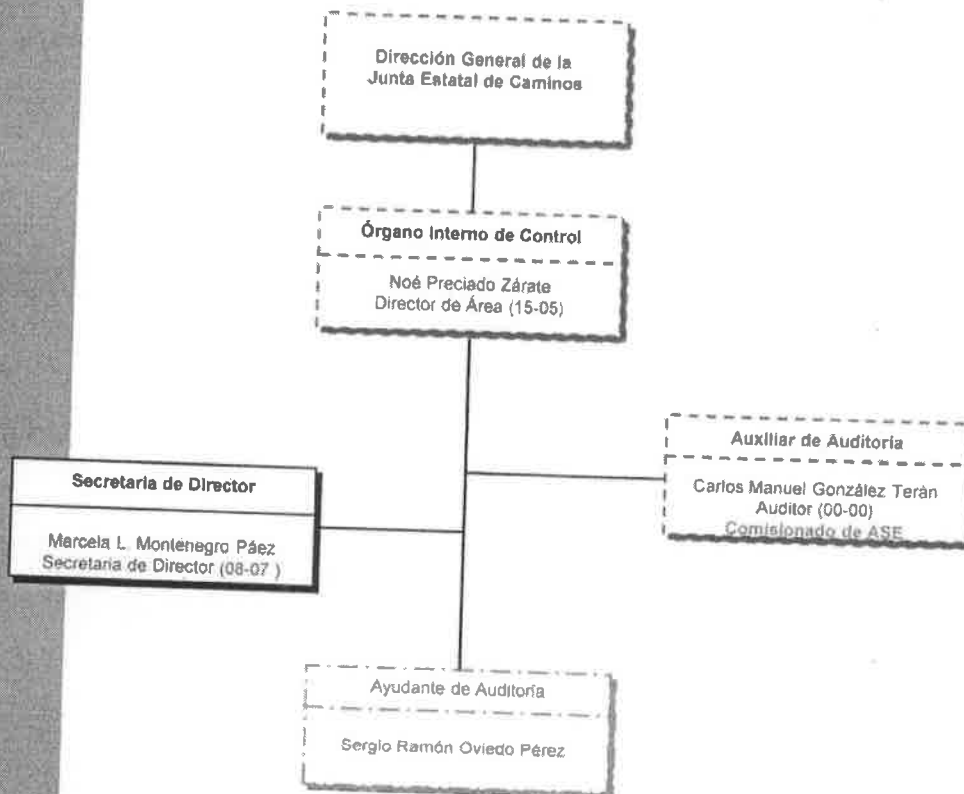 Dirección General de la
Junta Estatal de Caminos
Órgano Interno de Control
Noé Preciado Zárate
Director de Área (15-05)
Auxiliar de Auditoría
Carlos Manuel González Terán
Auditor (00-00)
Comisionado de ASE
Secretaria de Director
Marcela L. Montenegro Páez
Secretaria de Director (08-07 )
Ayudante de Auditoría
Sergio Ramón Oviedo Pérez